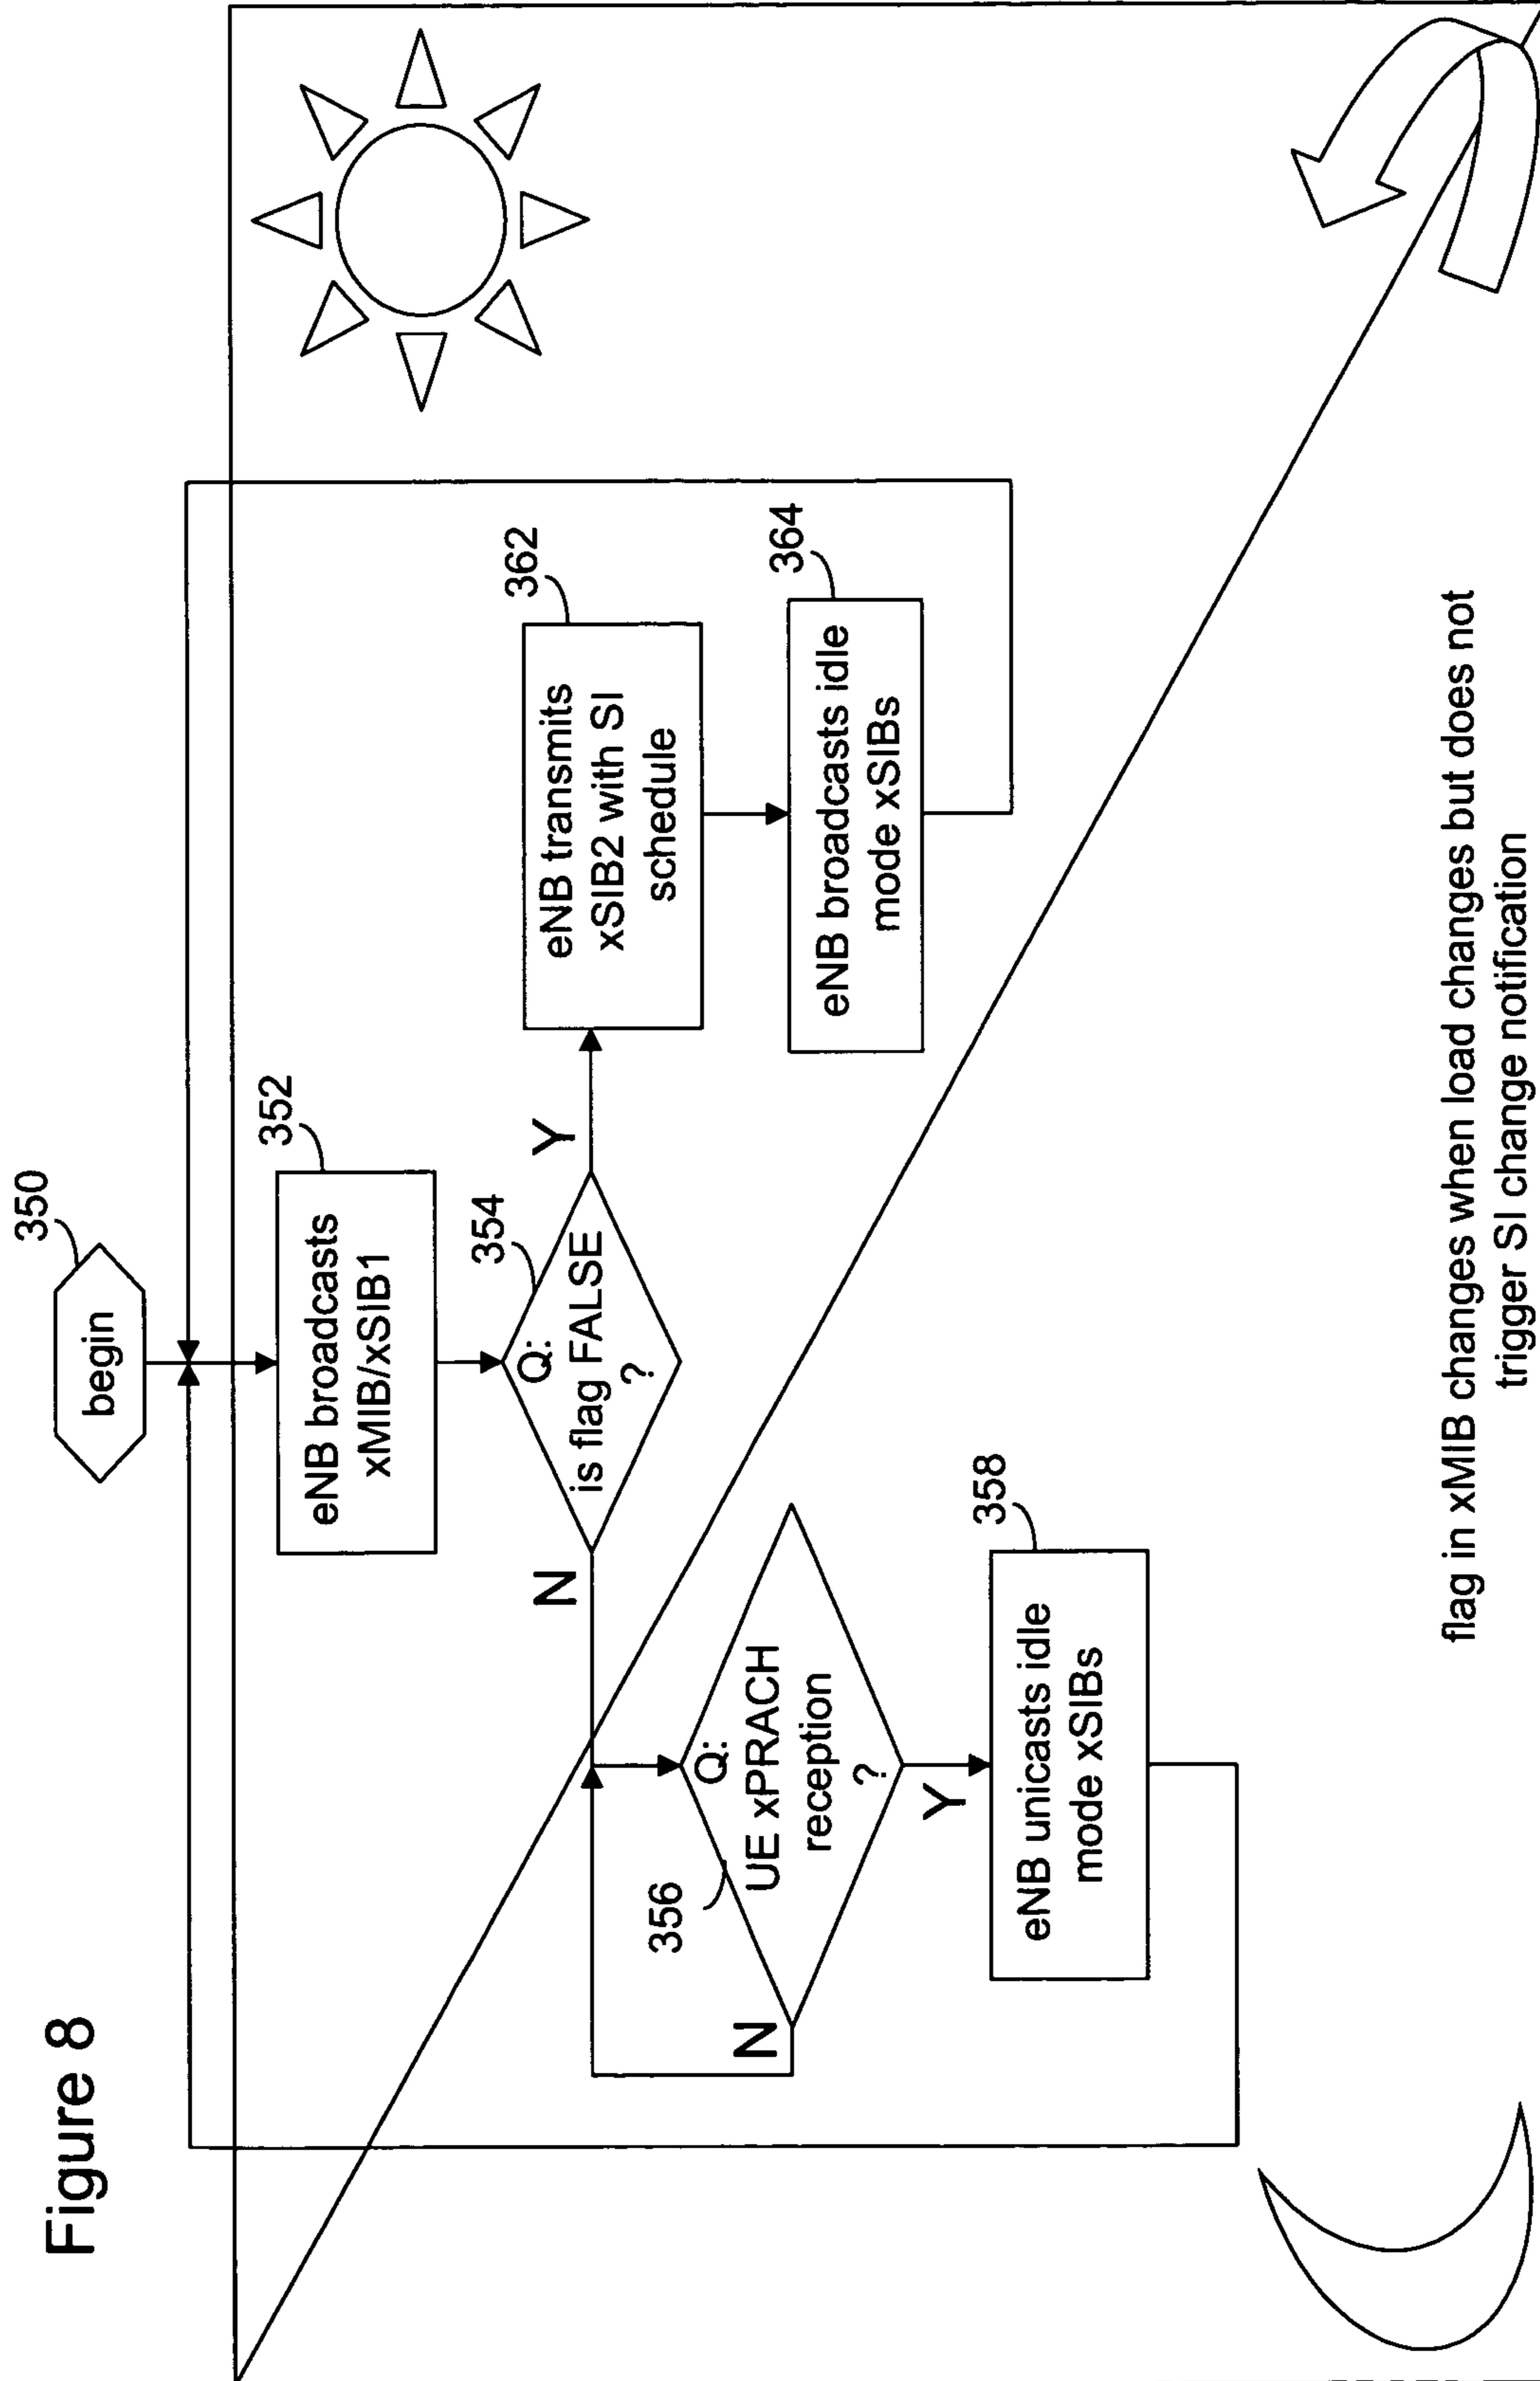 Figure 8
begin
350
eNB broadcasts
xMIB/xSIB1
352
Q:
is flag FALSE
?
354
N
Y
Q:
UE xPRACH
reception
?
356
N
Y
eNB unicasts idle
mode xSIBs
358
eNB transmits
xSIB2 with SI
schedule
362
eNB broadcasts idle
mode xSIBs
364
flag in xMIB changes when load changes but does not
trigger SI change notification